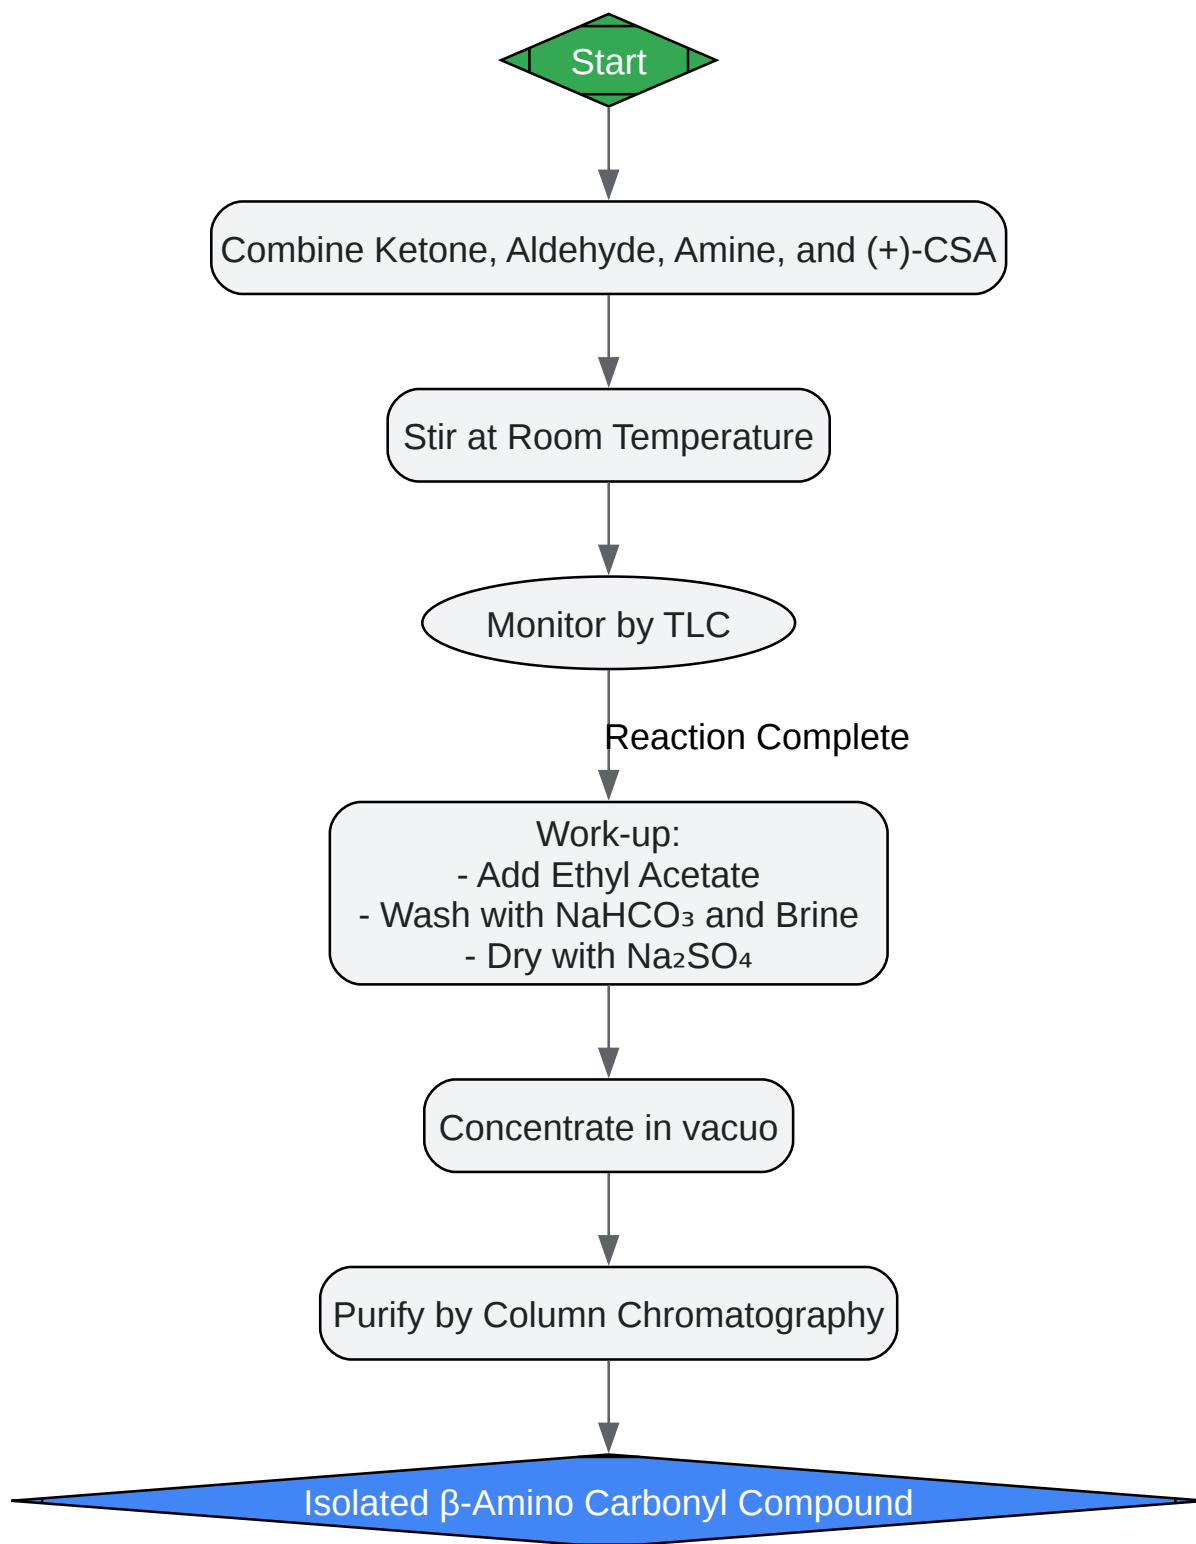 Start
Combine Ketone, Aldehyde, Amine, and (+)-CSA
Stir at Room Temperature
Monitor by TLC
Reaction Complete
Work-up:
- Add Ethyl Acetate
- Wash with NaHCO₃ and Brine
- Dry with Na₂SO₄
Concentrate in vacuo
Purify by Column Chromatography
Isolated β-Amino Carbonyl Compound